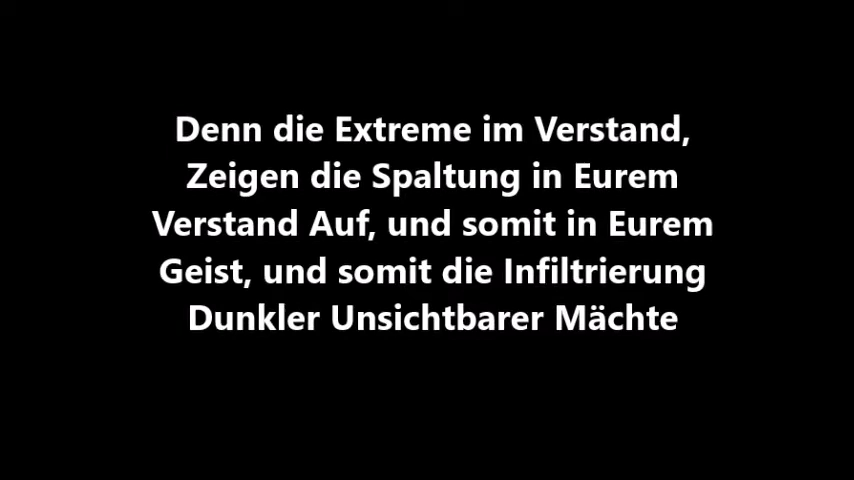 Denn die Extreme im Verstand,
Zeigen die Spaltung in Eurem
Verstand Auf, und somit in Eurem
Geist, und somit die Infiltrierung
Dunkler Unsichtbarer Mächte